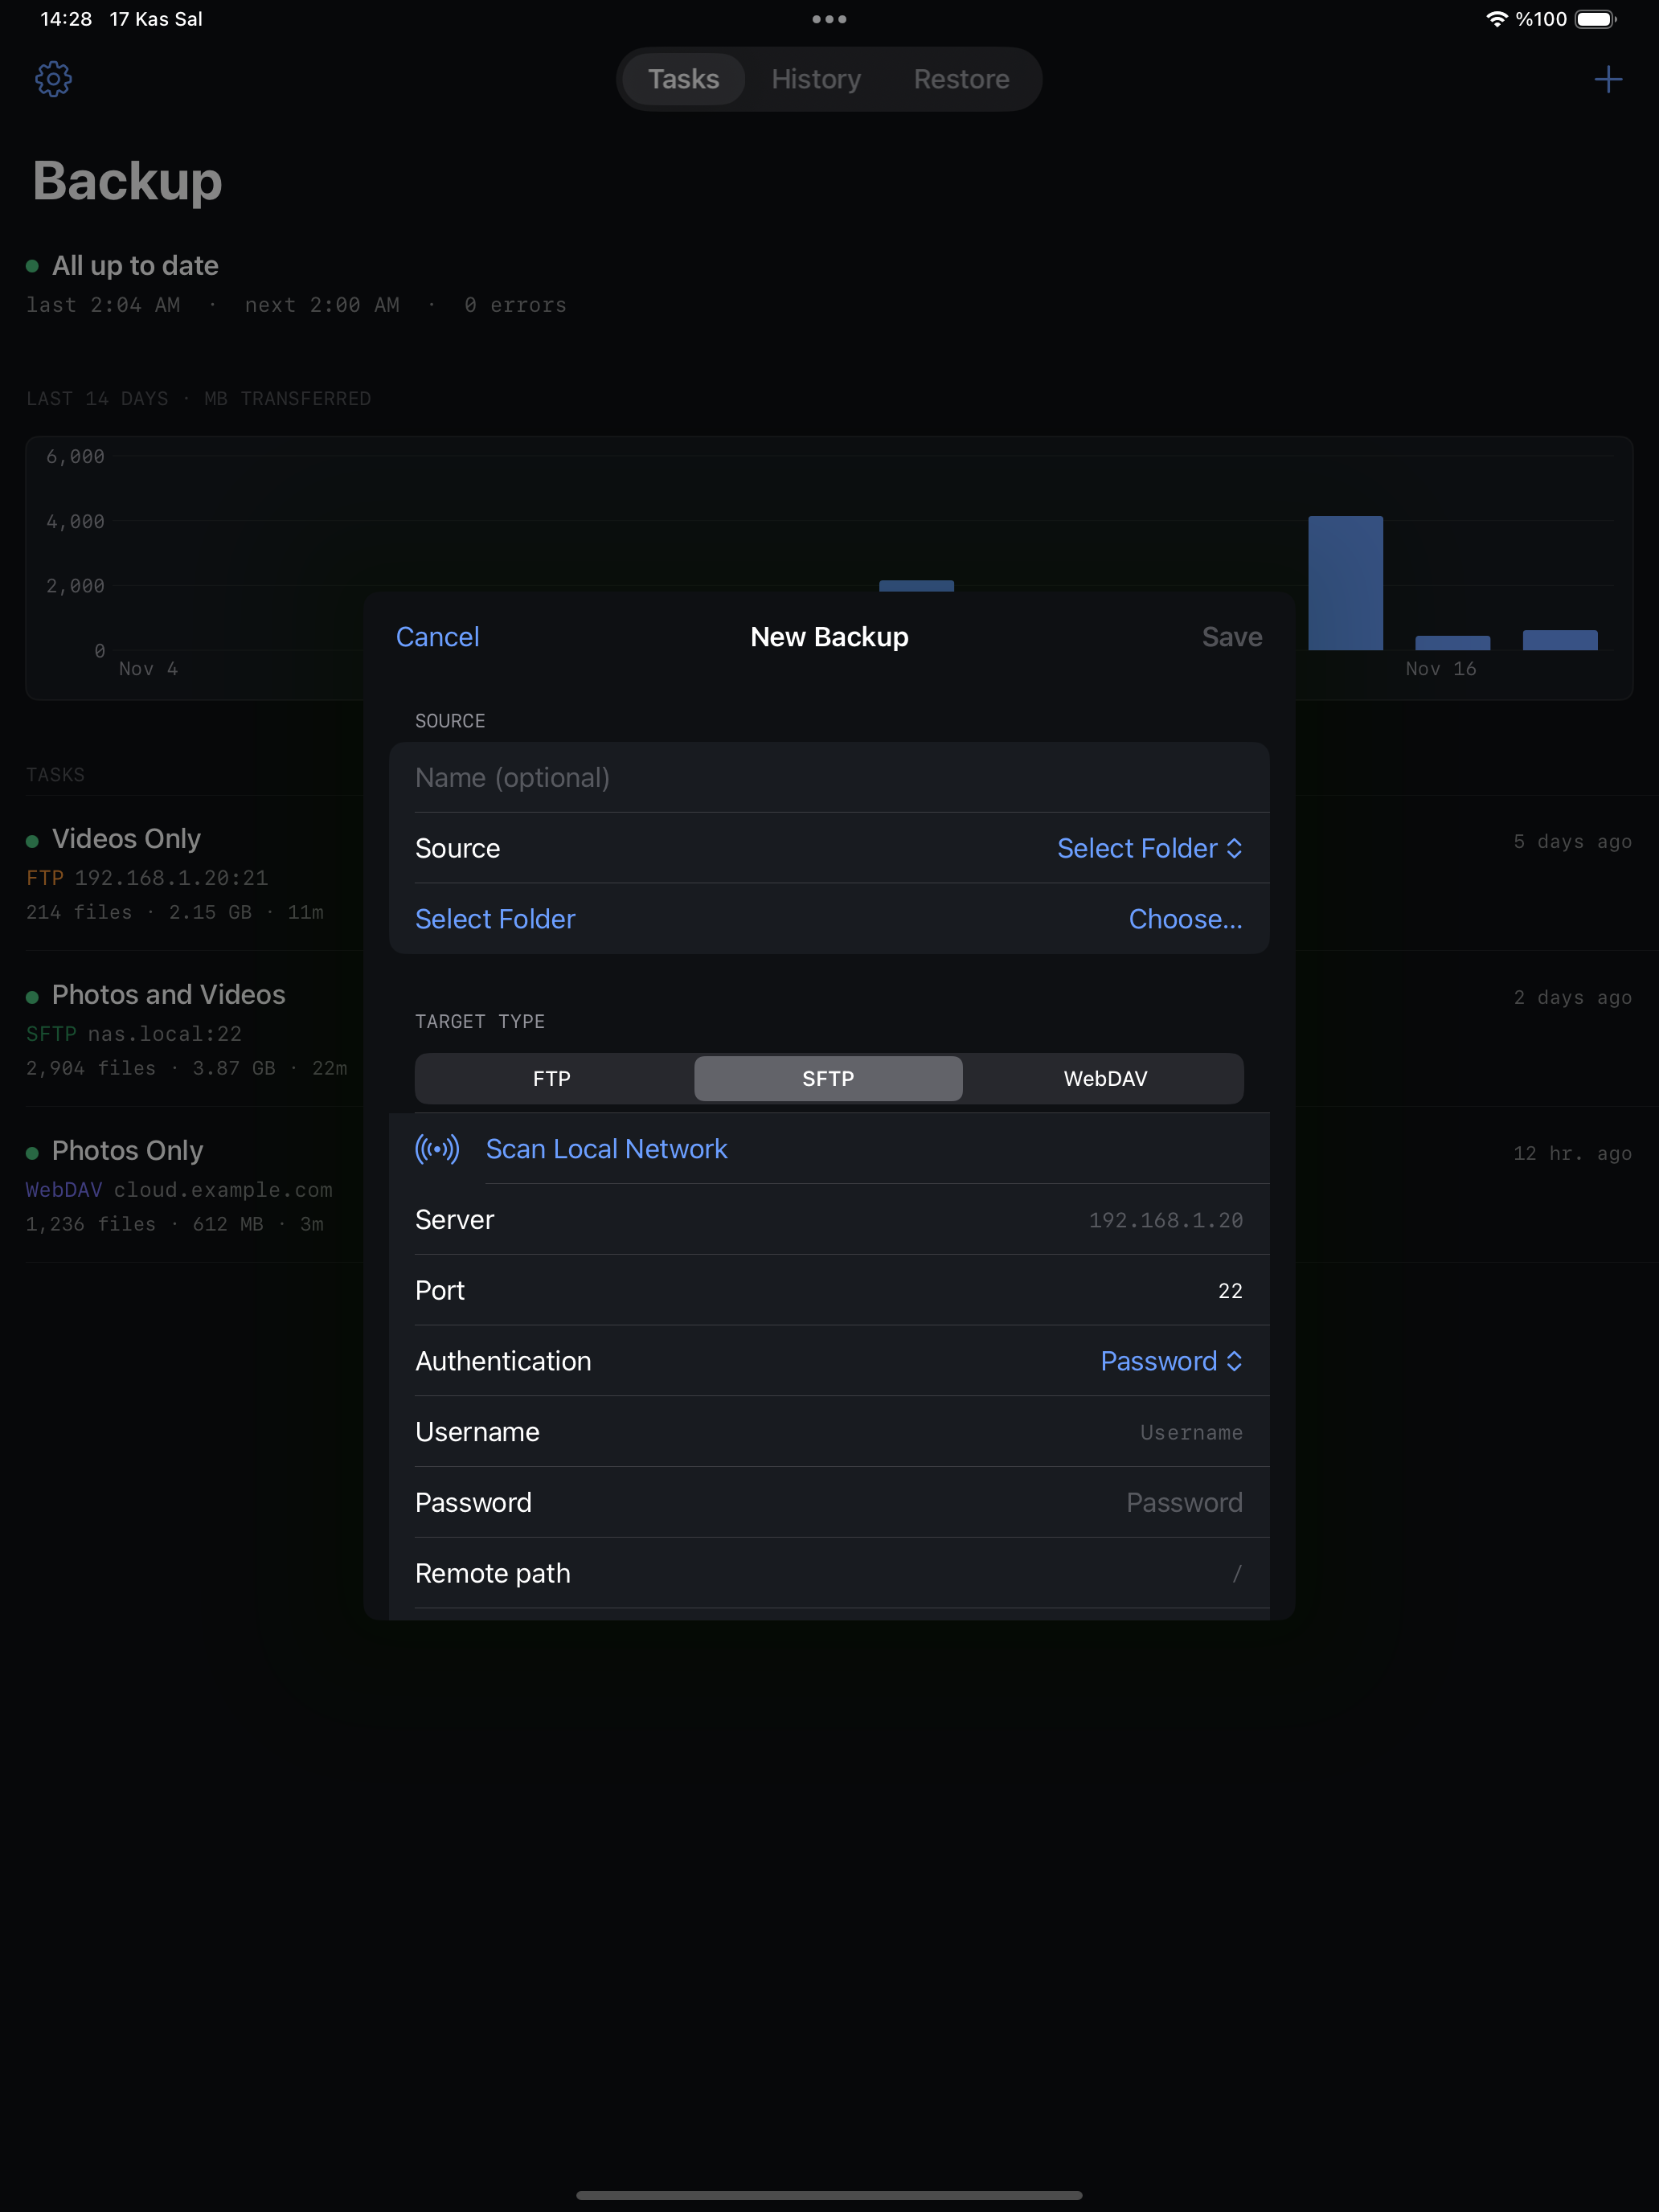 14:28 17 Kas Sal %100
Tasks History Restore
Backup
All up to date
last 2:04 AM · next 2:00 AM · 0 errors
LAST 14 DAYS · MB TRANSFERRED
6,000
4,000
2,000
0
Nov 4 Nov 16
Cancel New Backup Save
SOURCE
Name (optional)
Source Select Folder
Select Folder Choose...
TARGET TYPE
FTP SFTP WebDAV
Scan Local Network
Server 192.168.1.20
Port 22
Authentication Password
Username Username
Password Password
Remote path /
TASKS
Videos Only 5 days ago
FTP 192.168.1.20:21
214 files · 2.15 GB · 11m
Photos and Videos 2 days ago
SFTP nas.local:22
2,904 files · 3.87 GB · 22m
Photos Only 12 hr. ago
WebDAV cloud.example.com
1,236 files · 612 MB · 3m